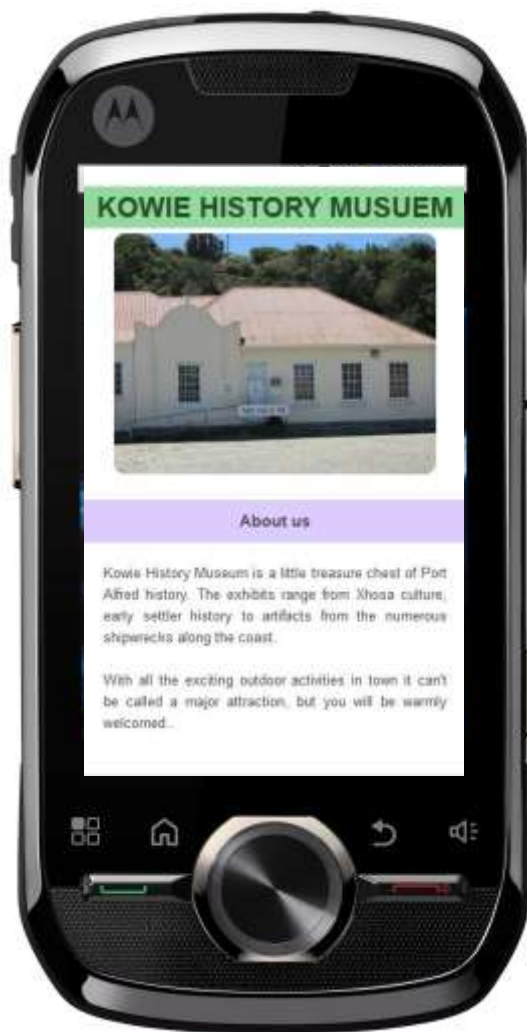 KOWIE HISTORY MUSUEM
About us
Kowie History Museum is a little treasure chest of Port
Alfred history. The exhibits range from Xhosa culture,
early settler history to artifacts from the numerous
shipwrecks along the coast.
With all the exciting outdoor activities in town it can't
be called a major attraction, but you will be warmly
welcomed..